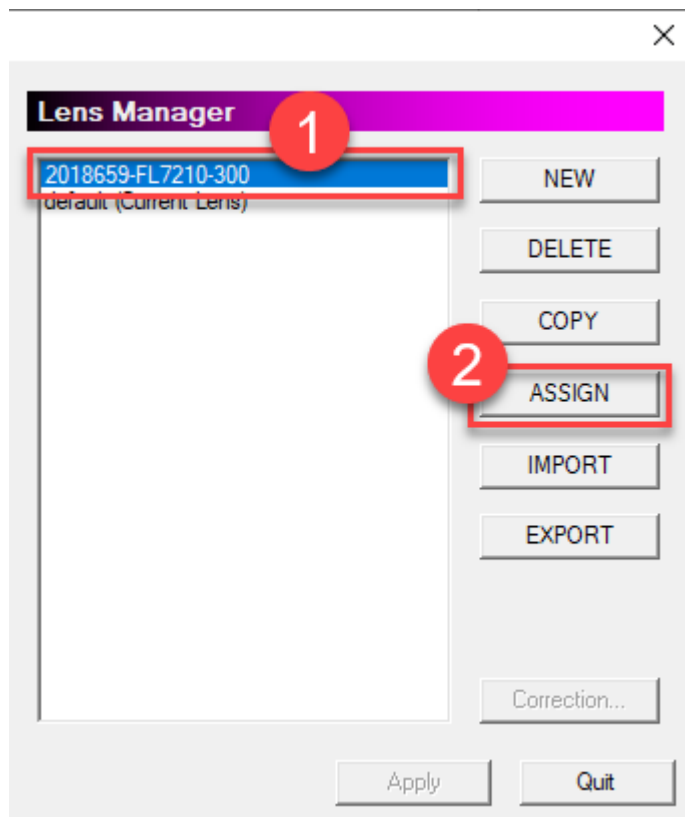 Lens Manager
1
2018659-FL7210-300
default (Current Lens)
NEW
DELETE
COPY
2
ASSIGN
IMPORT
EXPORT
Correction...
Apply
Quit